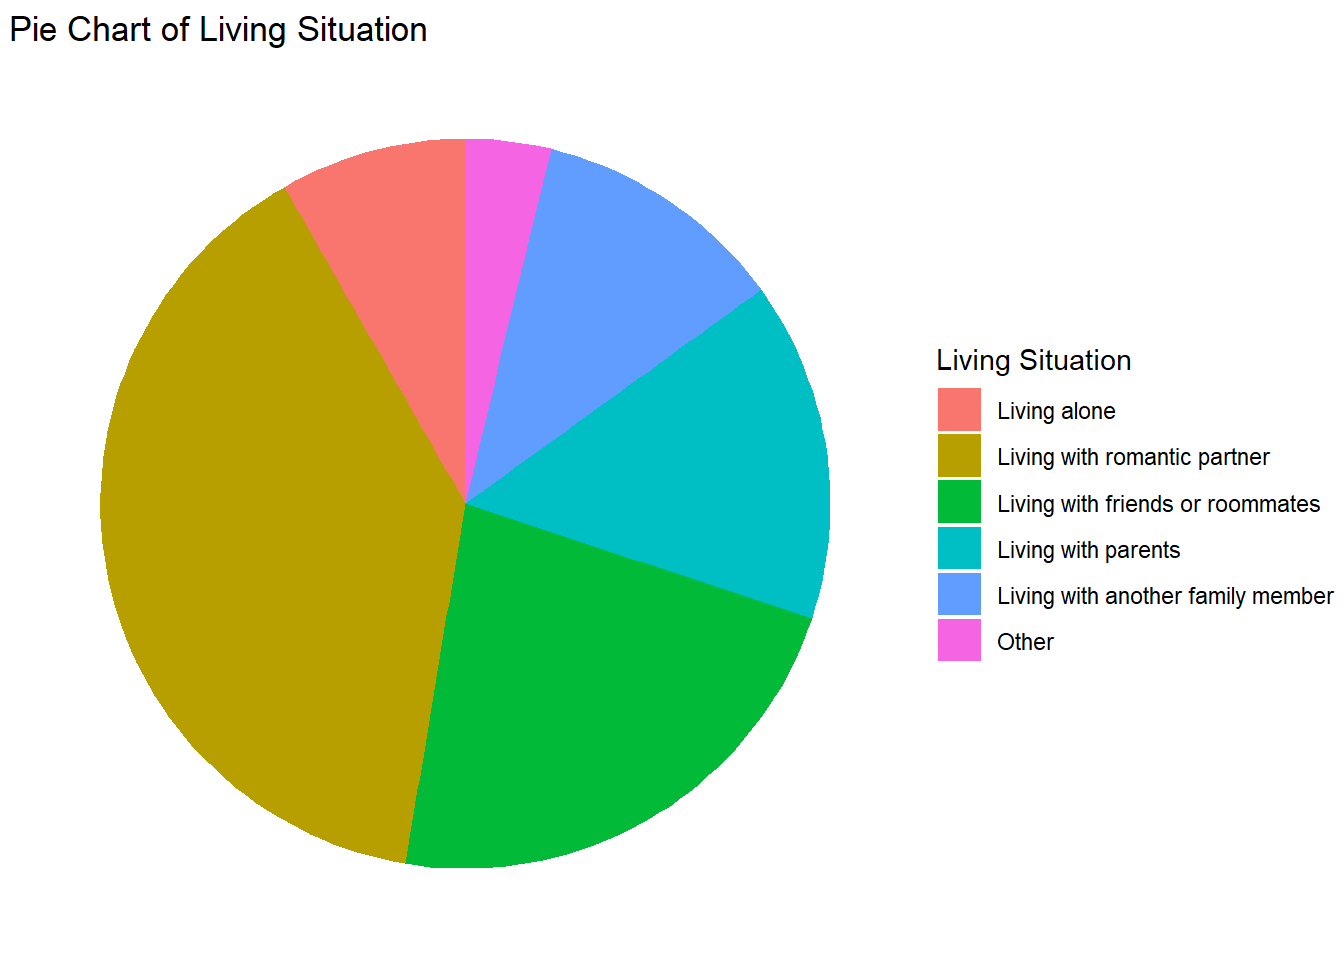 Pie Chart of Living Situation
Living Situation
Living alone
Living with romantic partner
Living with friends or roommates
Living with parents
Living with another family member
Other